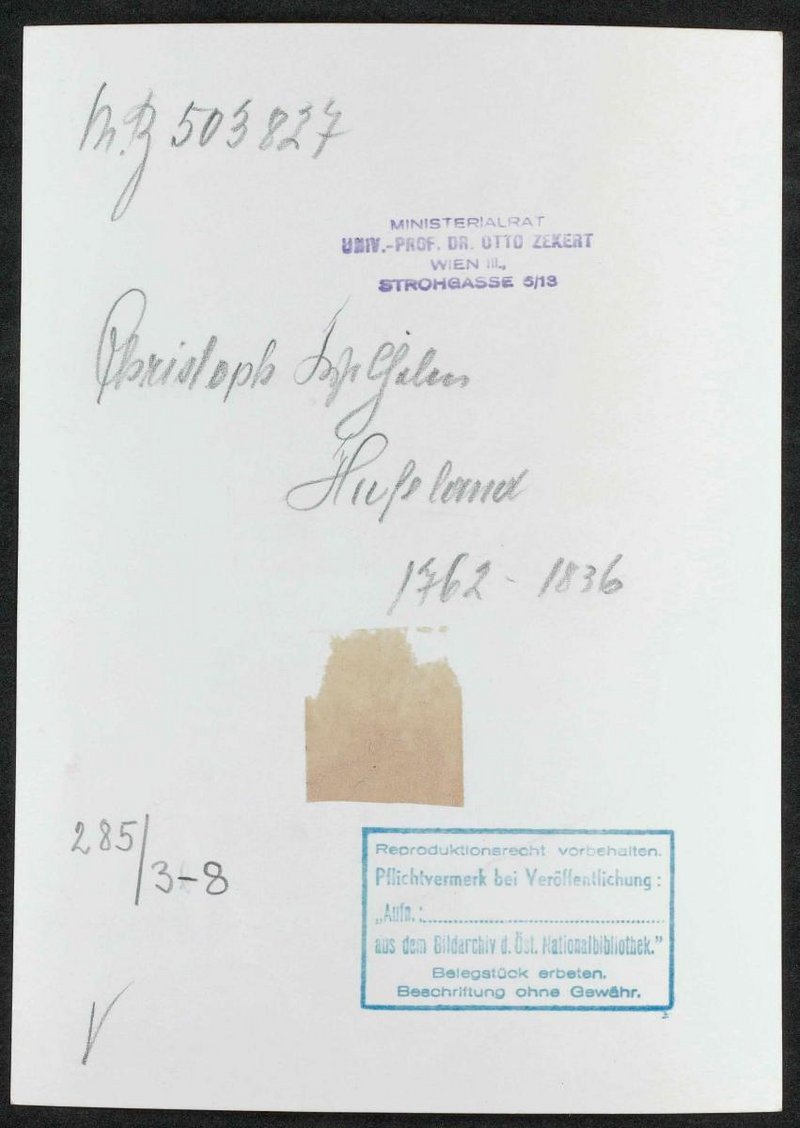 503827
MINISTERIALRAT
UNIV.-PROF. DR. OTTO ZEKERT
WIEN III.,
STROHGASSE 5/13
Christoph
Hufeland
1762 - 1836
285/3-8
Reproduktionsrecht vorbehalten.
Pflichtvermerk bei Veröffentlichung:
„Aufn.:
aus dem Bildarchiv d. Öst. Nationalbibliothek."
Belegstück erbeten.
Beschriftung ohne Gewähr.
V